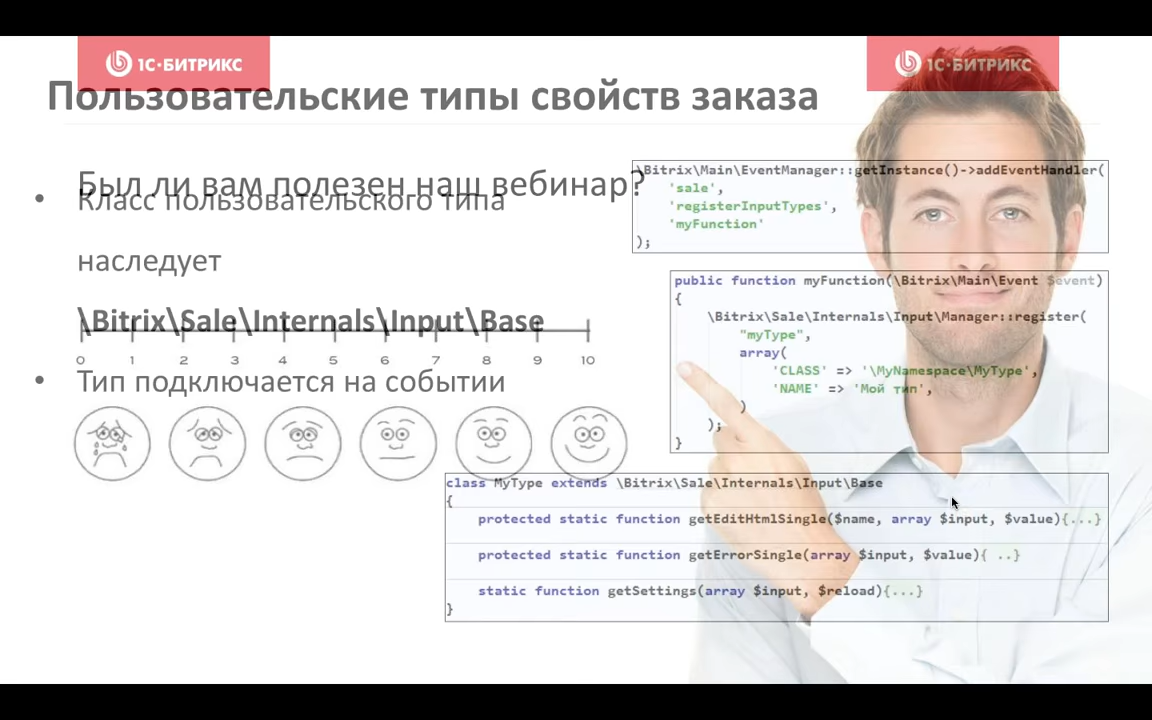 1С·БИТРИКС
1С·БИТРИКС
Пользовательские типы свойств заказа
Был ли вам полезен наш вебинар?
• Класс пользовательского типа
наследует
\Bitrix\Sale\Internals\Input\Base
0 1 2 3 4 5 6 7 8 9 10
• Тип подключается на событии
\Bitrix\Main\EventManager::getInstance()->addEventHandler(
'sale',
'registerInputTypes',
'myFunction'
);
public function myFunction(\Bitrix\Main\Event $event)
{
\Bitrix\Sale\Internals\Input\Manager::register(
"myType",
array(
'CLASS' => '\MyNamespace\MyType',
'NAME' => 'Мой тип',
)
);
}
class MyType extends \Bitrix\Sale\Internals\Input\Base
{
protected static function getEditHtmlSingle($name, array $input, $value){...}
protected static function getErrorSingle(array $input, $value){ ..}
static function getSettings(array $input, $reload){...}
}